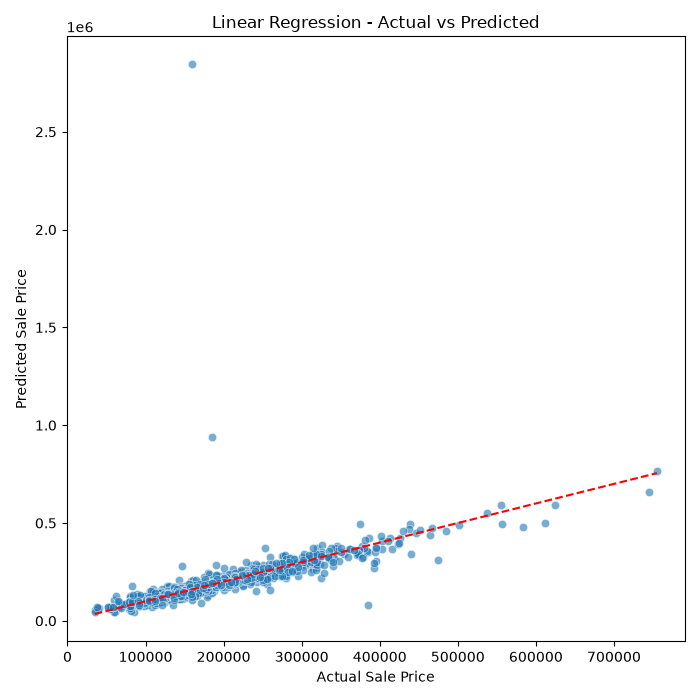 Linear Regression - Actual vs Predicted
1e6
2.5
2.0
1.5
1.0
0.5
0.0
Predicted Sale Price
0 100000 200000 300000 400000 500000 600000 700000
Actual Sale Price